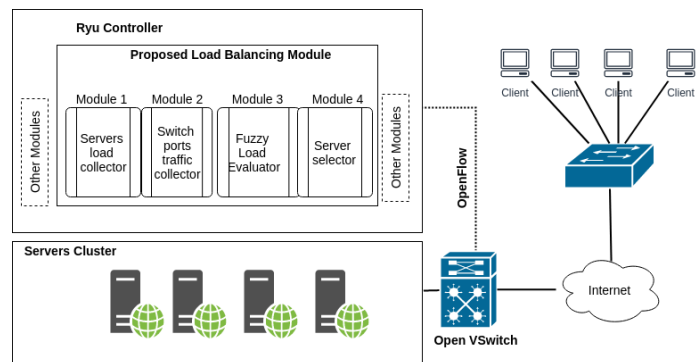 Ryu Controller
Proposed Load Balancing Module
Module 1
Module 2
Module 3
Module 4
Other Modules
Servers
load
collector
Switch
ports
traffic
collector
Fuzzy
Load
Evaluator
Server
selector
Other Modules
OpenFlow
Client
Client
Client
Client
Servers Cluster
Open VSwitch
Internet